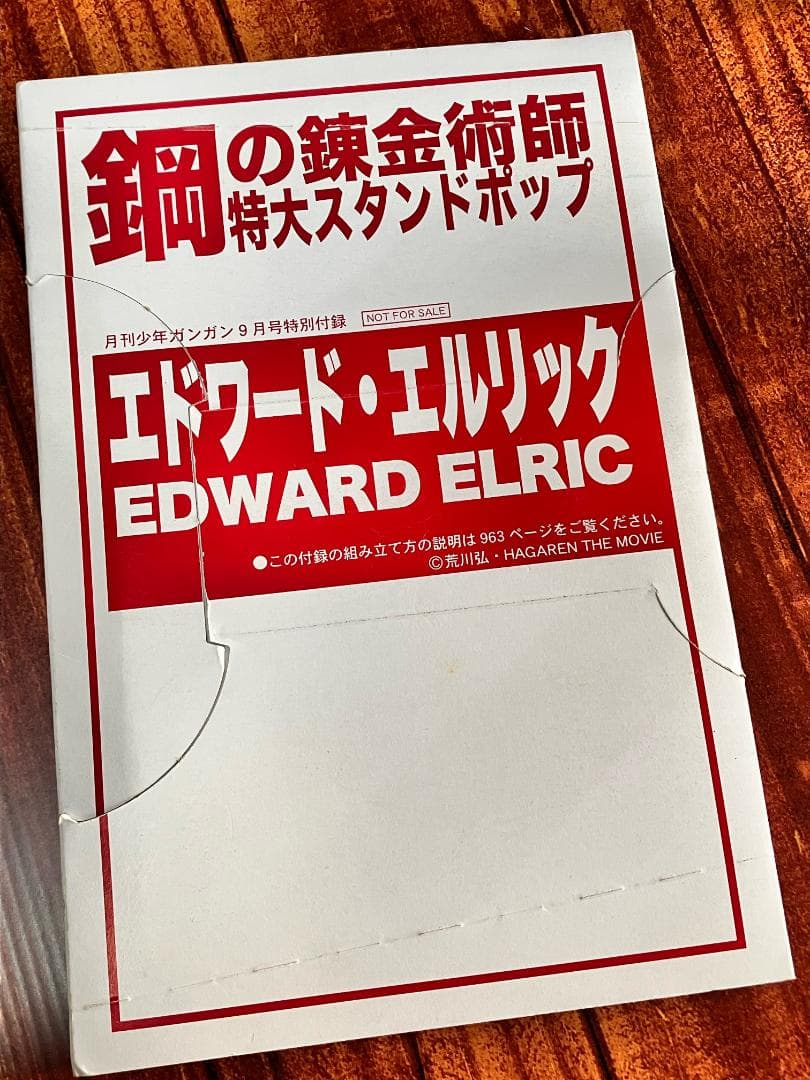 鋼の錬金術師
特大スタンドポップ
月刊少年ガンガン9月号特別付録 NOT FOR SALE
エドワード・エルリック
EDWARD ELRIC
●この付録の組み立て方の説明は963ページをご覧ください。
©荒川弘・HAGAREN THE MOVIE